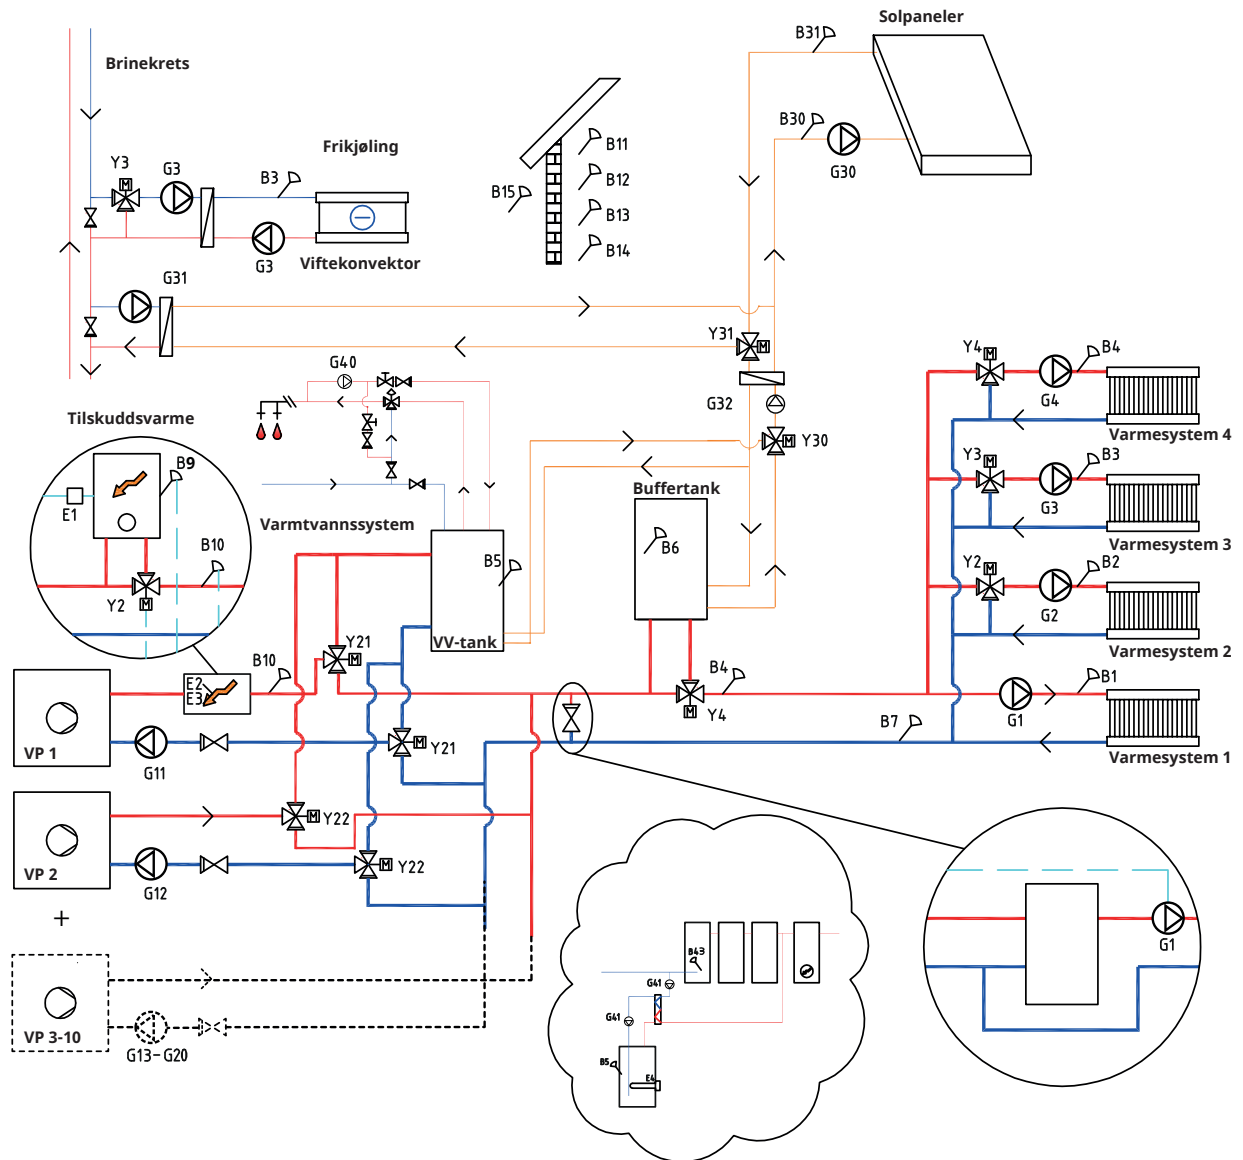 Solpaneler
B31
Brinekrets
B30
G30
Frikjøling
Y3
M
G3
B3
B11
B12
B15
B13
B14
G3
Viftekonvektor
G31
Y31
M
G40
G32
Y30
M
Y4
M
B4
G4
Varmesystem 4
Tilskuddsvarme
B9
E1
B10
Y2
M
Varmtvannssystem
Buffertank
B6
B5
VV-tank
Y3
M
B3
G3
Varmesystem 3
Y2
M
B2
G2
Varmesystem 2
Y21
M
B10
E2
E3
B4
Y4
M
B1
G1
B7
Varmesystem 1
VP 1
G11
M
Y21
M
Y22
VP 2
G12
M
Y22
+
VP 3-10
G13-G20
B43
G41
G41
B5
E4
G1